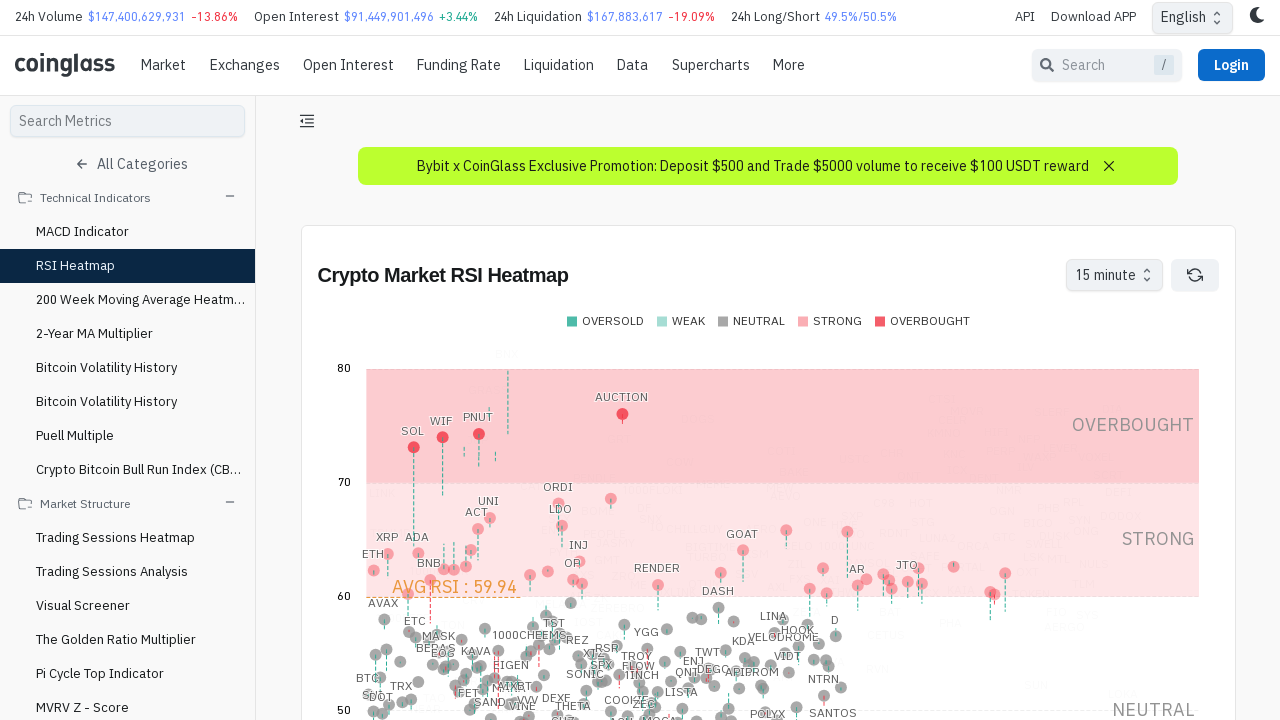 24h Volume $147,400,629,931 -13.86% Open Interest $91,449,901,496 +3.44% 24h Liquidation $167,883,617 -19.09% 24h Long/Short 49.5%/50.5% API Download APP English
coinglass Market Exchanges Open Interest Funding Rate Liquidation Data Supercharts More Search / Login
Search Metrics
All Categories
Technical Indicators
MACD Indicator
RSI Heatmap
200 Week Moving Average Heatm...
2-Year MA Multiplier
Bitcoin Volatility History
Bitcoin Volatility History
Puell Multiple
Crypto Bitcoin Bull Run Index (CB...
Market Structure
Trading Sessions Heatmap
Trading Sessions Analysis
Visual Screener
The Golden Ratio Multiplier
Pi Cycle Top Indicator
MVRV Z - Score
Bybit x CoinGlass Exclusive Promotion: Deposit $500 and Trade $5000 volume to receive $100 USDT reward
Crypto Market RSI Heatmap
15 minute
OVERSOLD WEAK NEUTRAL STRONG OVERBOUGHT
80
AUCTION
PNUT
WIF
SOL
OVERBOUGHT
70
ORDI
UNI
LDO
ACT
XRP ADA
GOAT
STRONG
INJ
ETH
BNB
OP
RENDER
AR
JTO
AVG RSI : 59.94
DASH
60
AVAX
ETC
TST
LINA
D
HOOK
YGG
MASK
1000CHEEMS
VELODROME
REZ
KDA
BEPAS
EOS
KAVA
RSR
TWT
XTZ
TROY
VIDT
ENJ
EIGEN
SPX
FLOW
DEGO
API
BTC
SONIC
1INCH
QNT
PROM
NTRN
TRX
FET
LISTA
DEXE
VINE
THETA
ZEC
POLYX
SANTOS
50
NEUTRAL